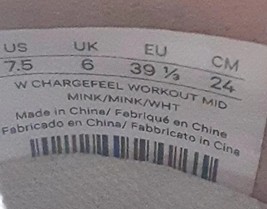 US UK EU CM
7.5 6 39 ⅓ 24
W CHARGEFEEL WORKOUT MID
MINK/MINK/WHT
Made in China/ Fabriqué en Chine
Fabricado en China/ Fabbricato in Cina